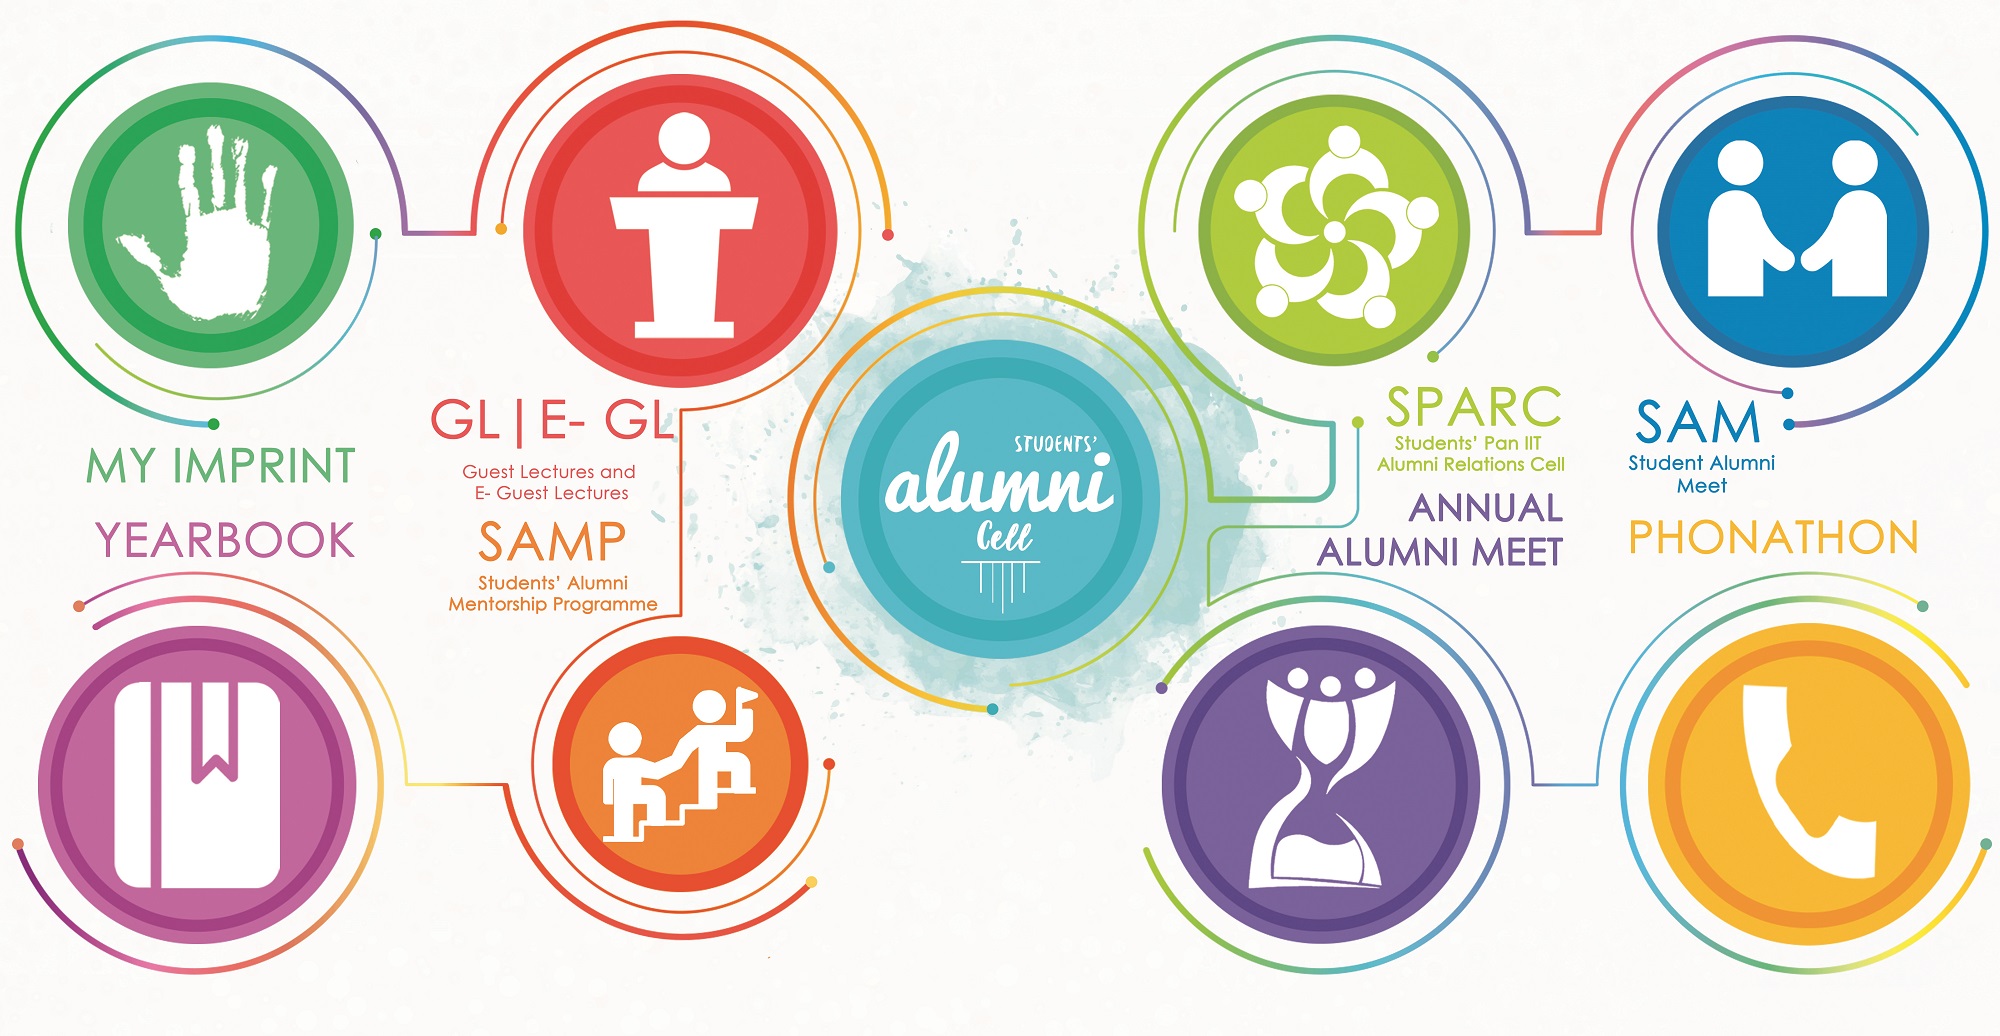 MY IMPRINT
YEARBOOK
GL|E- GL
Guest Lectures and
E- Guest Lectures
SAMP
Students' Alumni
Mentorship Programme
STUDENTS'
alumni
Cell
SPARC
Students' Pan IIT
Alumni Relations Cell
ANNUAL
ALUMNI MEET
SAM
Student Alumni
Meet
PHONATHON